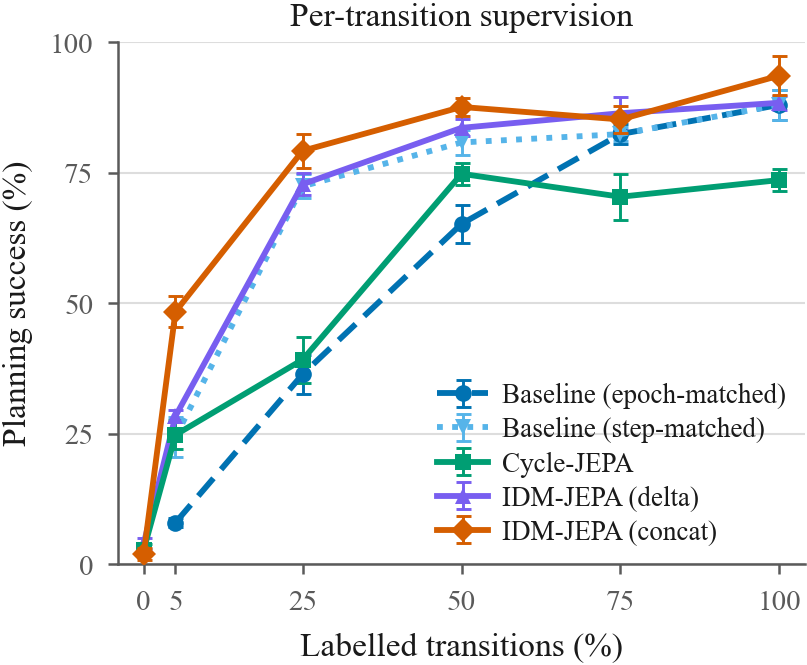 Per-transition supervision
Planning success (%)
100
75
50
25
0
Baseline (epoch-matched)
Baseline (step-matched)
Cycle-JEPA
IDM-JEPA (delta)
IDM-JEPA (concat)
0 5 25 50 75 100
Labelled transitions (%)